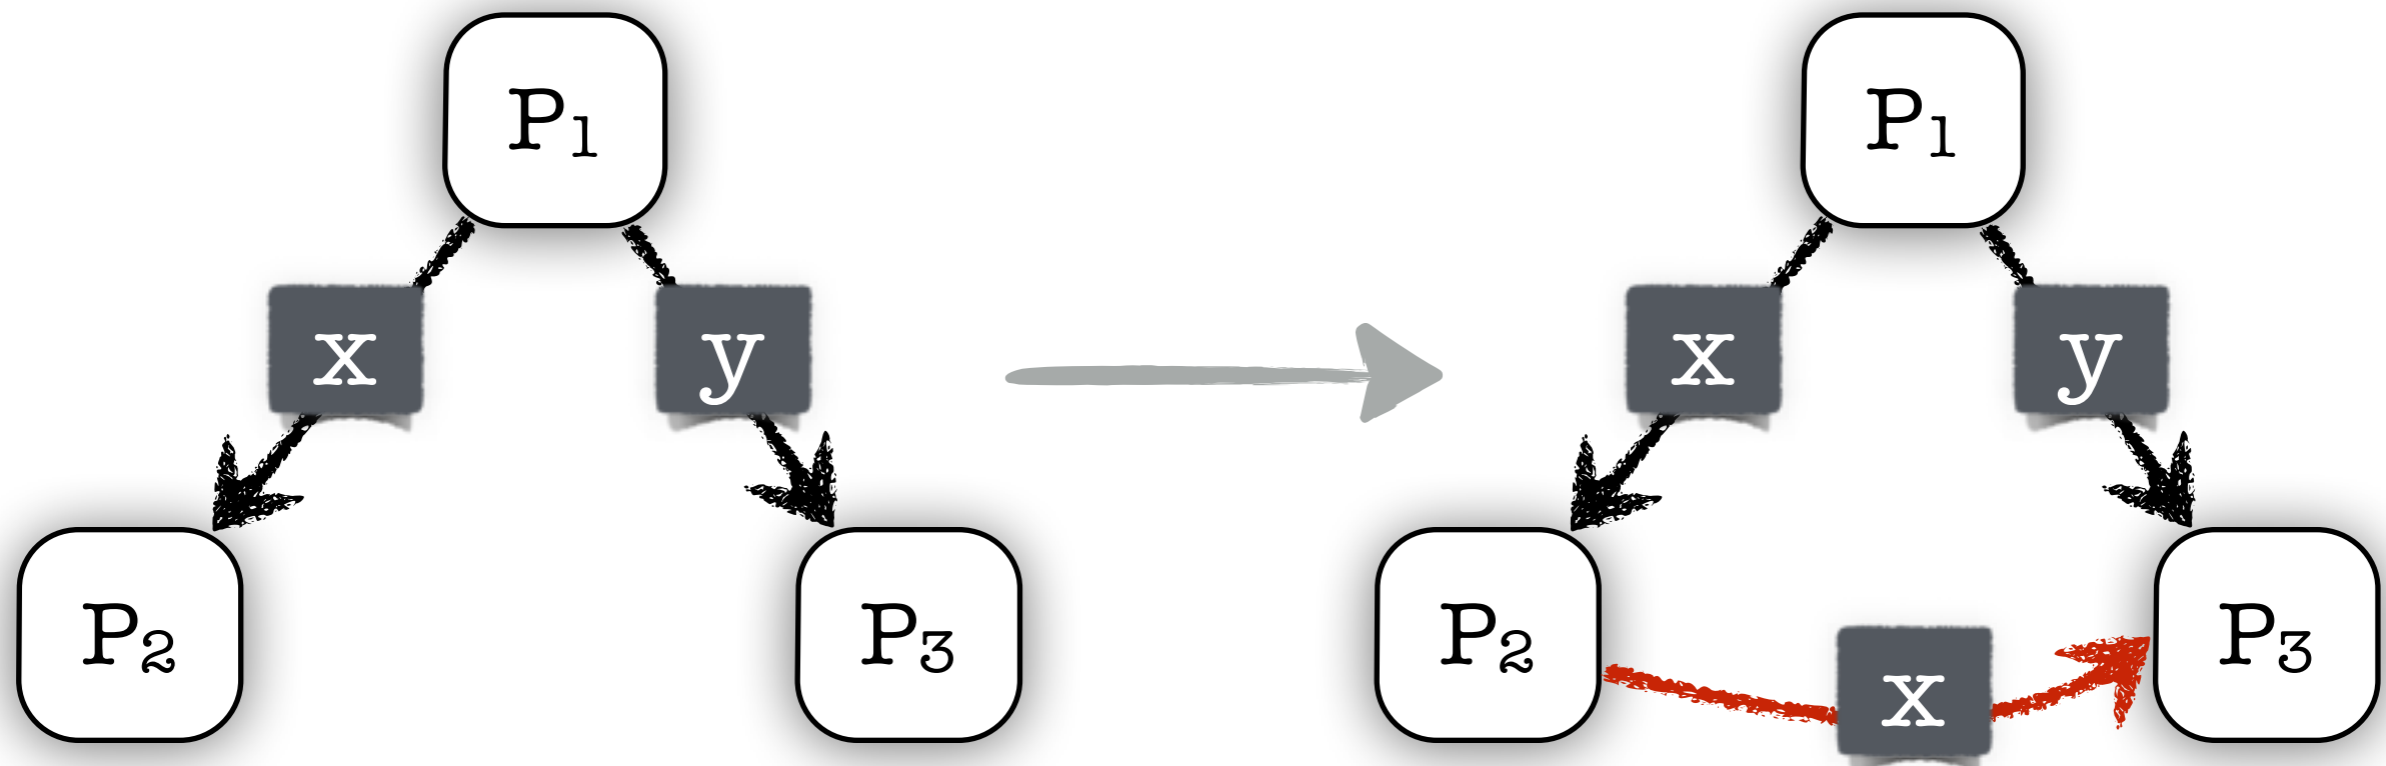 P₁ P₁
x y x y
P₂ P₃ P₂ P₃
x